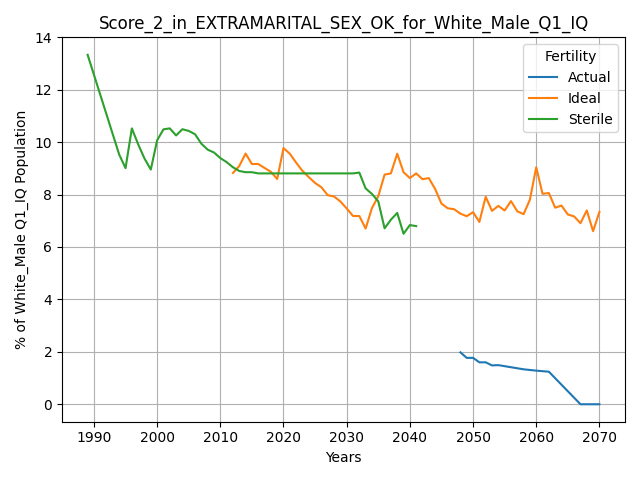 Score_2_in_EXTRAMARITAL_SEX_OK_for_White_Male_Q1_IQ
Fertility
Actual
Ideal
Sterile
% of White_Male Q1_IQ Population
14
12
10
8
6
4
2
0
1990 2000 2010 2020 2030 2040 2050 2060 2070
Years